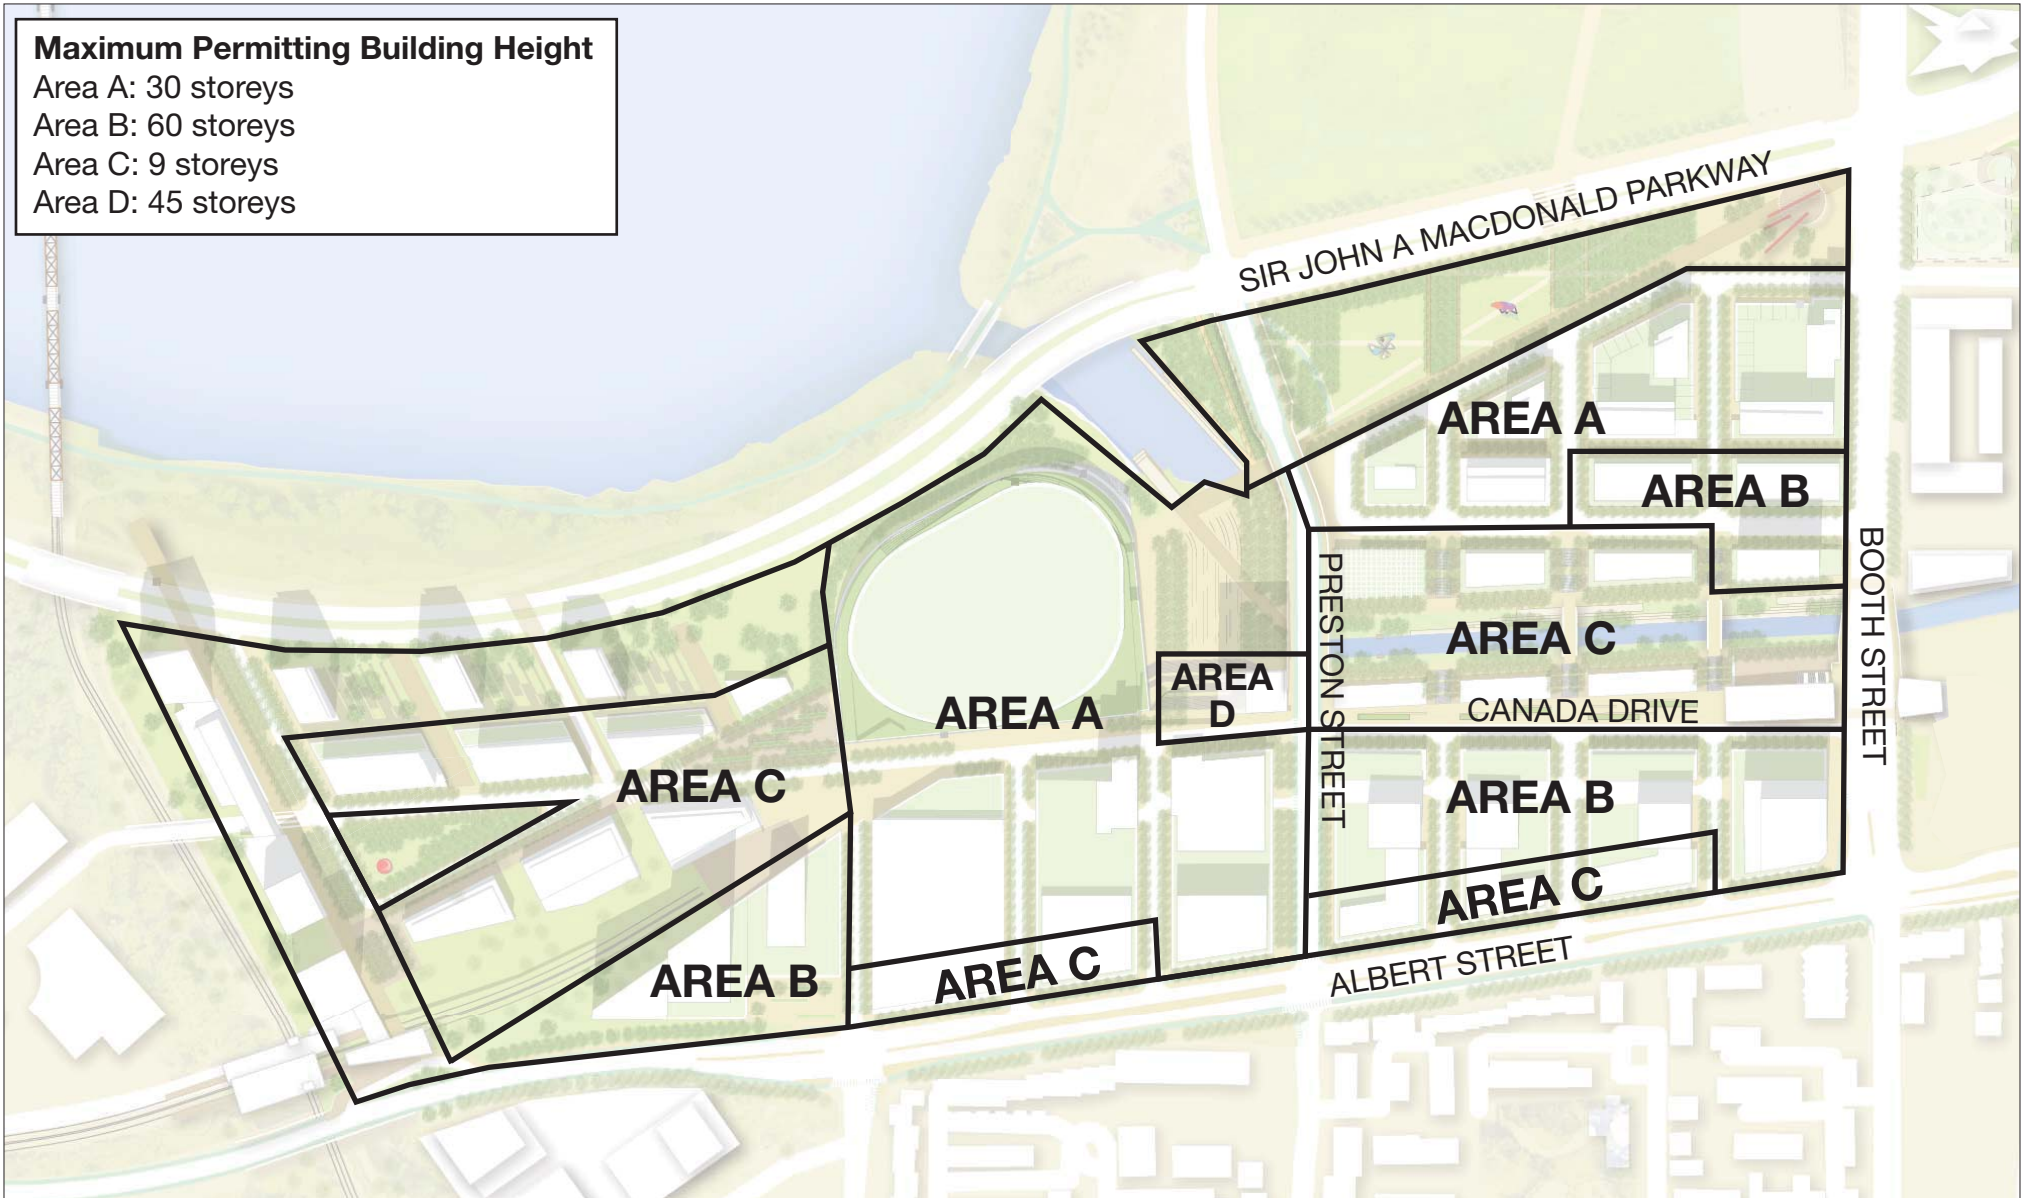 Maximum Permitting Building Height
Area A: 30 storeys
Area B: 60 storeys
Area C: 9 storeys
Area D: 45 storeys
SIR JOHN A MACDONALD PARKWAY
AREA A
AREA B
PRESTON STREET
BOOTH STREET
AREA C
AREA
D
AREA A
CANADA DRIVE
AREA C
AREA B
AREA C
AREA B
AREA C
ALBERT STREET